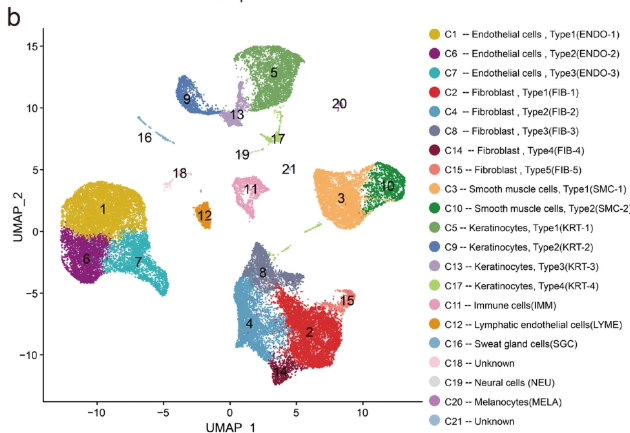 b
15
10
5
0
−5
−10
UMAP_2
−10
−5
0
5
10
UMAP_1
5
9
13
20
16
17
19
18
21
11
3
10
1
12
6
7
8
15
4
2
14
C1 -- Endothelial cells , Type1(ENDO-1)
C6 -- Endothelial cells , Type2(ENDO-2)
C7 -- Endothelial cells , Type3(ENDO-3)
C2 -- Fibroblast , Type1(FIB-1)
C4 -- Fibroblast , Type2(FIB-2)
C8 -- Fibroblast , Type3(FIB-3)
C14 -- Fibroblast , Type4(FIB-4)
C15 -- Fibroblast , Type5(FIB-5)
C3 -- Smooth muscle cells, Type1(SMC-1)
C10 -- Smooth muscle cells, Type2(SMC-2)
C5 -- Keratinocytes, Type1(KRT-1)
C9 -- Keratinocytes, Type2(KRT-2)
C13 -- Keratinocytes, Type3(KRT-3)
C17 -- Keratinocytes, Type4(KRT-4)
C11 -- Immune cells(IMM)
C12 -- Lymphatic endothelial cells(LYME)
C16 -- Sweat gland cells(SGC)
C18 -- Unknown
C19 -- Neural cells (NEU)
C20 -- Melanocytes(MELA)
C21 -- Unknown